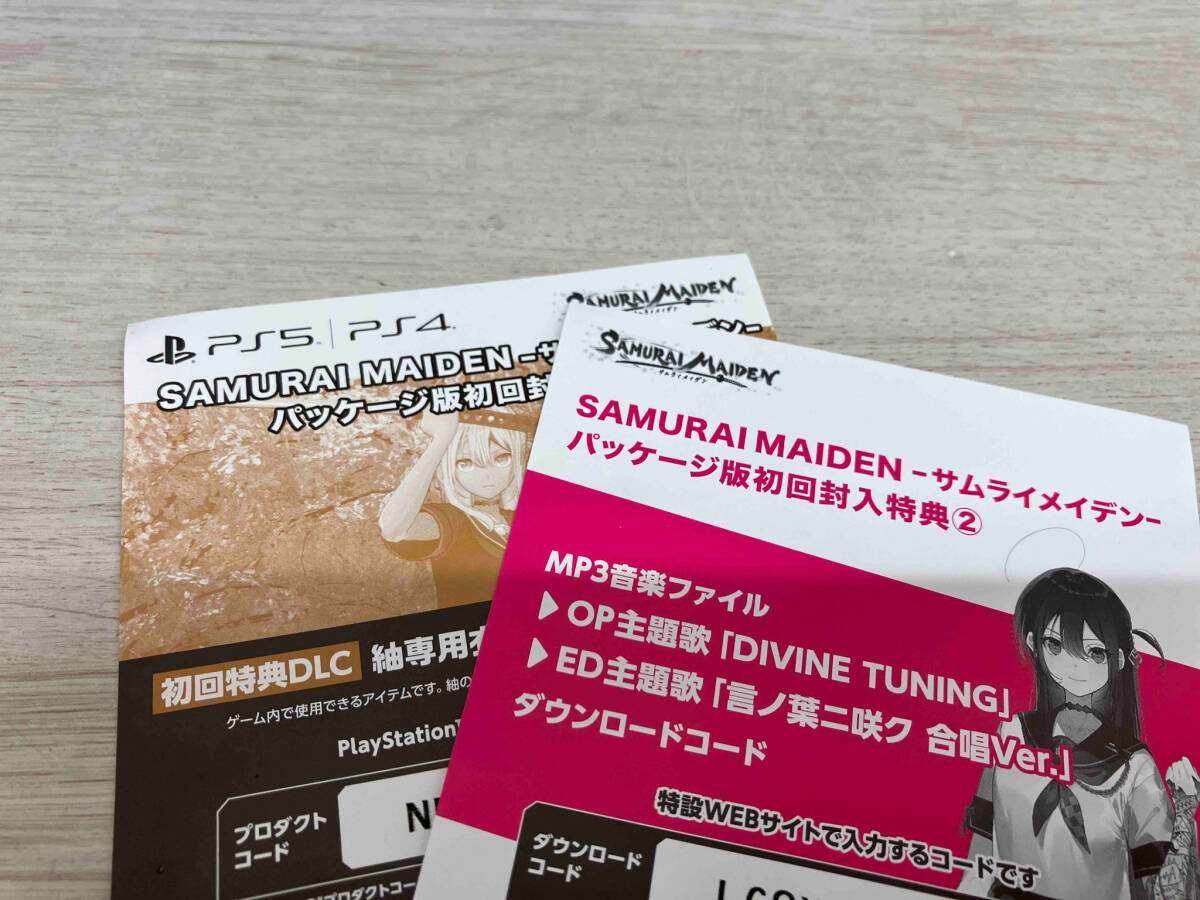 PS5 PS4
SAMURAI MAIDEN
SAMURAI MAIDEN -サ
パッケージ版初回封
初回特典DLC 紬専用
ゲーム内で使用できるアイテムです。紬の
PlayStation
プロダクト
コード
N
プロダクトコー
SAMURAI MAIDEN
サムライメイデン
SAMURAI MAIDEN -サムライメイデン-
パッケージ版初回封入特典②
MP3音楽ファイル
▶OP主題歌「DIVINE TUNING」
▶ED主題歌「言ノ葉ニ咲ク 合唱Ver.」
ダウンロードコード
特設WEBサイトで入力するコードです
ダウンロード
コード